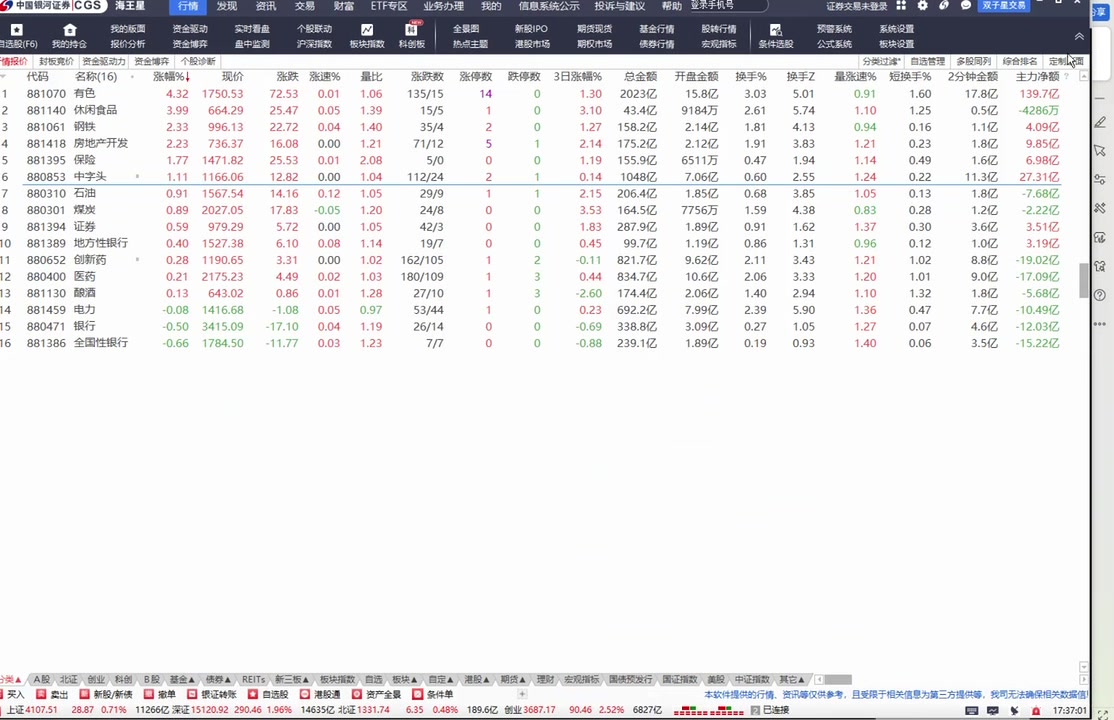 中国银河证券|CGS 海王星 行情 发现 资讯 交易 财富 ETF专区 业务办理 我的 信息系统公示 投诉与建议 帮助 登录手机号 证券交易未登录 双子星交易
分享
我的版面 资金驱动 实时看盘 个股联动 全景图 新股IPO 期货现货 基金行情 股转行情 预警系统 系统设置
自选股(F6) 我的持仓 报价分析 资金博弈 盘中监测 沪深指数 板块指数 科创板 热点主题 港股市场 期权市场 债券行情 宏观指标 条件选股 公式系统 板块设置
NEW
行情报价 封板竞价 资金驱动力 资金博弈 个股诊断 分类过滤* 自选管理 多股同列 综合排名 定制版面
代码 名称(16) 涨幅%↓ 现价 涨跌 涨速% 量比 涨跌数 涨停数 跌停数 3日涨幅% 总金额 开盘金额 换手% 换手Z 量涨速% 短换手% 2分钟金额 主力净额 ?
1 881070 有色 4.32 1750.53 72.53 0.01 1.06 135/15 14 0 1.30 2023亿 15.8亿 3.03 5.01 0.91 1.60 17.8亿 139.7亿
2 881140 休闲食品 3.99 664.29 25.47 0.05 1.39 15/5 1 0 3.10 43.4亿 9184万 2.61 5.74 1.10 1.25 0.5亿 -4286万
3 881061 钢铁 2.33 996.13 22.72 0.04 1.40 35/4 2 0 1.27 158.2亿 2.14亿 1.81 4.13 0.94 0.16 1.1亿 4.09亿
4 881418 房地产开发 2.23 736.37 16.08 0.00 1.21 71/12 5 1 2.14 175.2亿 2.12亿 1.91 3.83 1.21 0.23 1.8亿 9.85亿
5 881395 保险 1.77 1471.82 25.53 0.01 2.08 5/0 0 0 1.19 155.9亿 6511万 0.47 1.94 1.14 0.49 1.6亿 6.98亿
6 880853 中字头 1.11 1166.06 12.82 0.00 1.04 112/24 2 1 0.14 1048亿 7.06亿 0.60 2.55 1.24 0.22 11.3亿 27.31亿
7 880310 石油 0.91 1567.54 14.16 0.12 1.05 29/9 1 1 2.15 206.4亿 1.85亿 0.68 3.85 1.05 0.13 1.8亿 -7.68亿
8 880301 煤炭 0.89 2027.05 17.83 -0.05 1.20 24/8 0 0 3.53 164.5亿 7756万 1.59 4.38 0.83 0.28 1.2亿 -2.22亿
9 881394 证券 0.59 979.29 5.72 0.00 1.05 42/3 0 0 1.83 287.9亿 1.89亿 0.91 1.62 1.37 0.30 3.6亿 3.51亿
10 881389 地方性银行 0.40 1527.38 6.10 0.08 1.14 19/7 0 0 0.45 99.7亿 1.19亿 0.86 1.31 0.96 0.12 1.0亿 3.19亿
11 880652 创新药 0.28 1190.65 3.31 0.00 1.02 162/105 1 2 -0.11 821.7亿 9.62亿 2.11 3.43 1.21 1.02 8.8亿 -19.02亿
12 880400 医药 0.21 2175.23 4.49 0.02 1.03 180/109 1 3 0.44 834.7亿 10.6亿 2.06 3.33 1.20 1.01 9.0亿 -17.09亿
13 881130 酿酒 0.13 643.02 0.86 0.01 1.28 27/10 1 3 -2.60 174.4亿 2.06亿 1.40 2.94 1.10 1.32 1.8亿 -5.68亿
14 881459 电力 -0.08 1416.68 -1.08 0.05 0.97 53/44 1 0 0.23 692.2亿 7.99亿 2.39 5.90 1.36 0.47 7.7亿 -10.49亿
15 880471 银行 -0.50 3415.09 -17.10 0.04 1.19 26/14 0 0 -0.69 338.8亿 3.09亿 0.27 1.05 1.27 0.07 4.6亿 -12.03亿
16 881386 全国性银行 -0.66 1784.50 -11.77 0.03 1.23 7/7 0 0 -0.88 239.1亿 1.89亿 0.19 0.93 1.40 0.06 3.5亿 -15.22亿
分类▲ A股 北证 创业 科创 B股 基金▲ 债券▲ REITs 新三板▲ 板块指数 自选 板块▲ 自定▲ 港股▲ 期货▲ 理财 宏观指标 国债预发行 国证指数 美股 中证指数 其它▲
买入 卖出 新股/新债 撤单 银证转账 自选股 港股通 资产全景 条件单 + 本软件提供的行情、资讯等仅供参考，且受限于相关信息为第三方提供等，我司无法确保相关数据信
上证4107.51 28.87 0.71% 11266亿 深证15120.92 290.46 1.96% 14635亿 北证1331.74 6.35 0.48% 189.6亿 创业3687.17 90.46 2.52% 6827亿 2 已连接 17:37:01